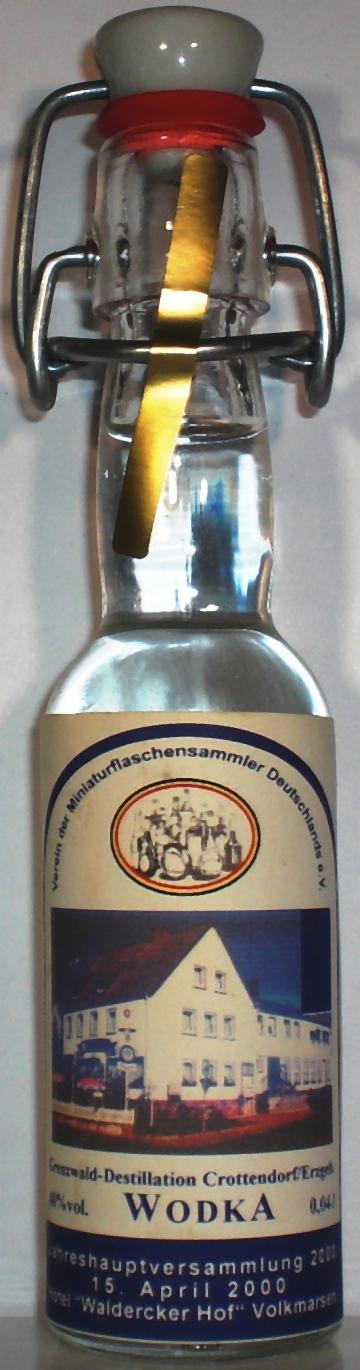 Verein der Miniaturflaschensammler Deutschlands e.V.
Grenzwald-Destillation Crottendorf/Erzgeb.
40%vol. WODKA 0,04 l
Jahreshauptversammlung 2000
15. April 2000
Hotel "Waldercker Hof" Volkmarsen